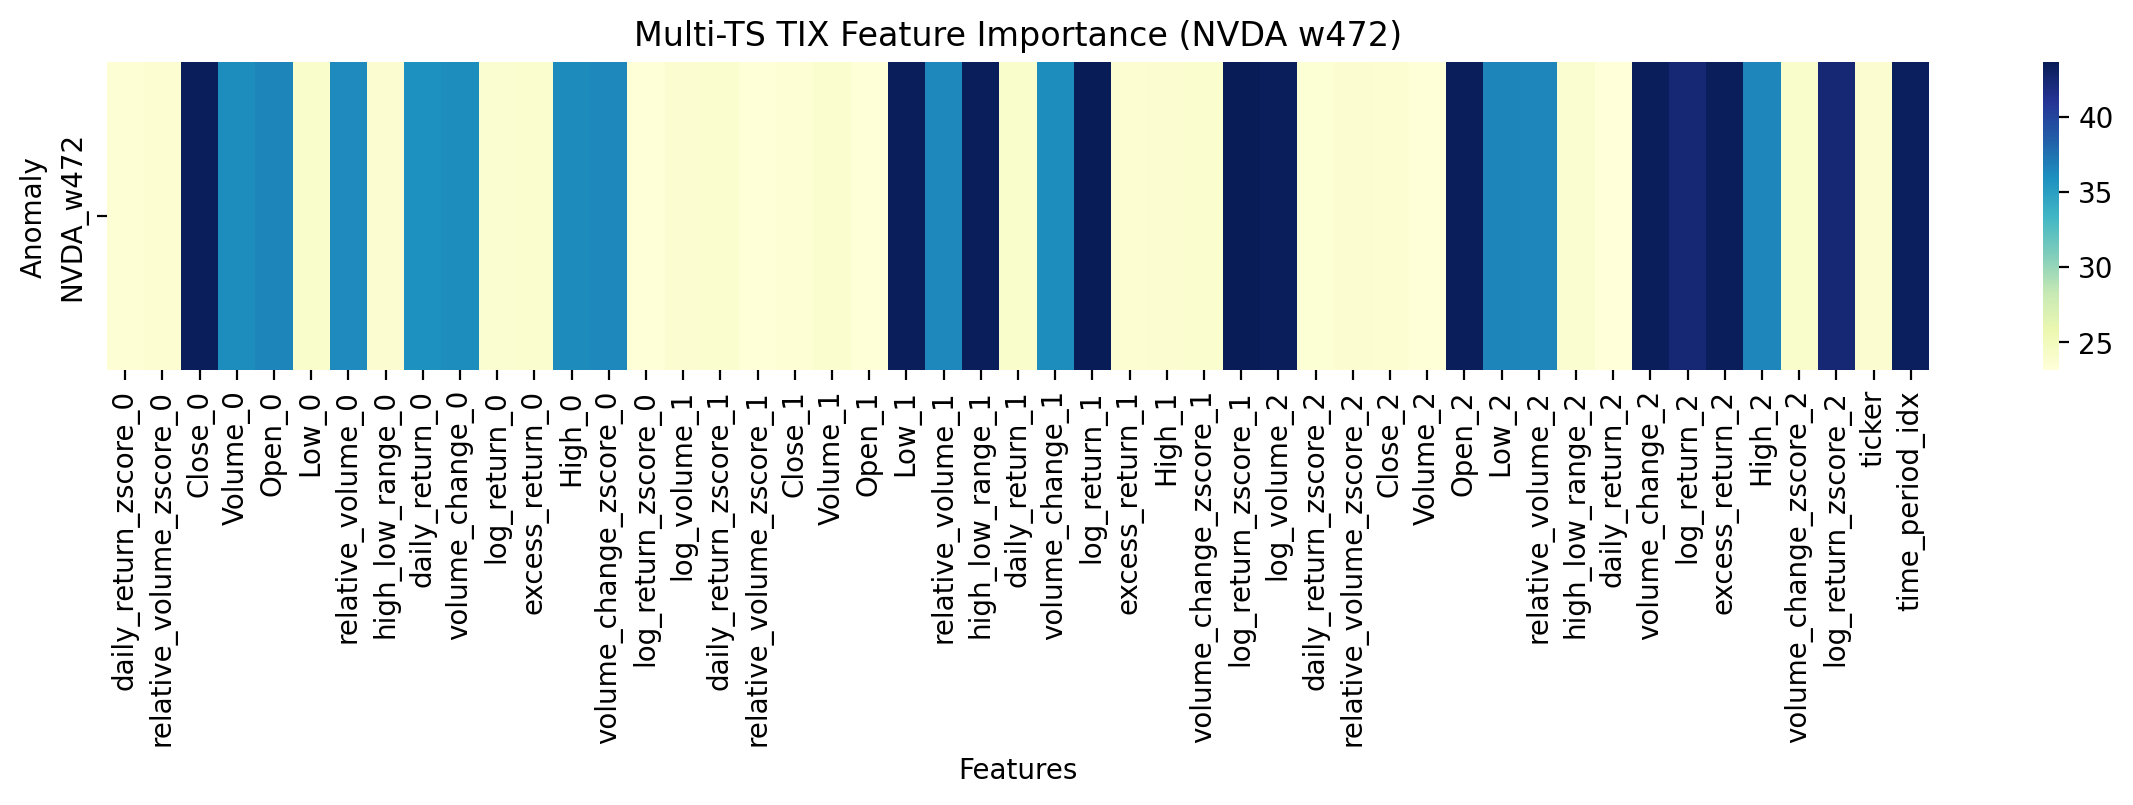 Multi-TS TIX Feature Importance (NVDA w472)
Anomaly
NVDA_w472
40
35
30
25
daily_return_zscore_0
relative_volume_zscore_0
Close_0
Volume_0
Open_0
Low_0
relative_volume_0
high_low_range_0
daily_return_0
volume_change_0
log_return_0
excess_return_0
High_0
volume_change_zscore_0
log_return_zscore_0
log_volume_1
daily_return_zscore_1
relative_volume_zscore_1
Close_1
Volume_1
Open_1
Low_1
relative_volume_1
high_low_range_1
daily_return_1
volume_change_1
log_return_1
excess_return_1
High_1
volume_change_zscore_1
log_return_zscore_1
log_volume_2
daily_return_zscore_2
relative_volume_zscore_2
Close_2
Volume_2
Open_2
Low_2
relative_volume_2
high_low_range_2
daily_return_2
volume_change_2
log_return_2
excess_return_2
High_2
volume_change_zscore_2
log_return_zscore_2
ticker
time_period_idx
Features